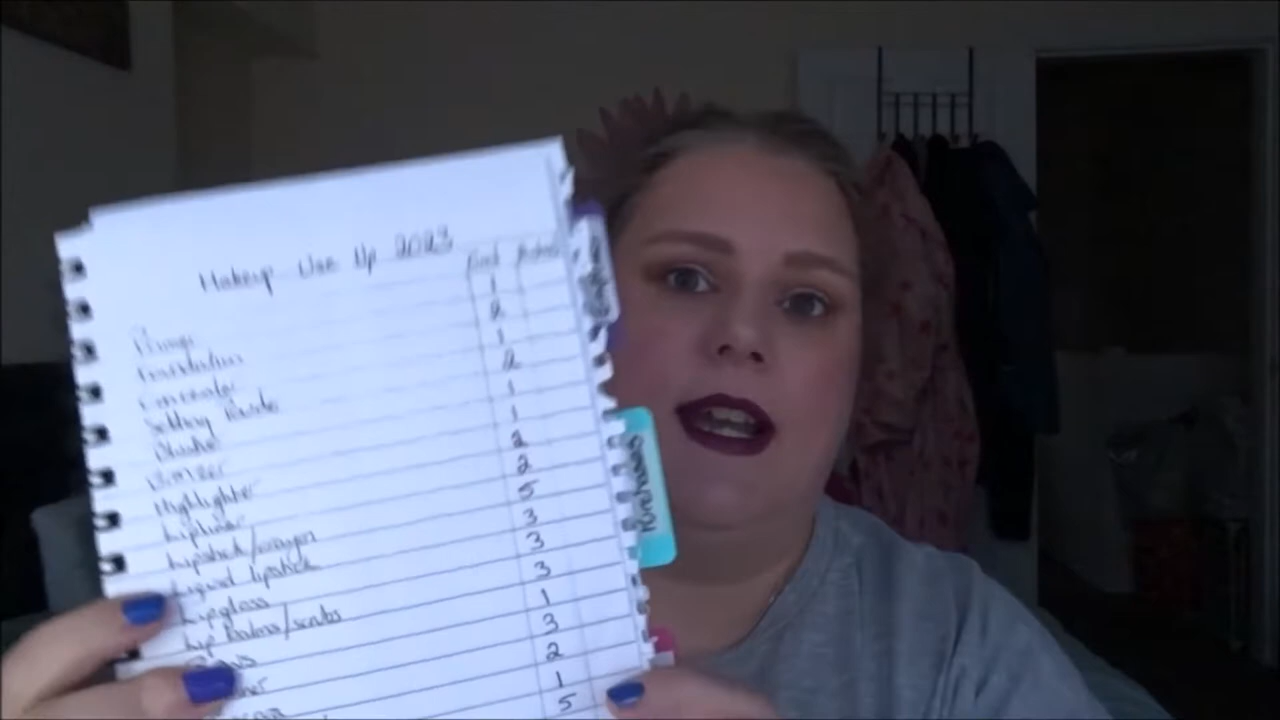 Makeup Use Up 2023
Goal
1
Primer 2
Foundation 1
Concealer 2
Setting Powder 1
Blusher 1
Bronzer 2
Highlighter 2
Lipliner 5
Lipstick/crayon 3
Liquid lipstick 3
Lipgloss 3
Lip Balms/scrubs 1
3
2
1
5
Purchases